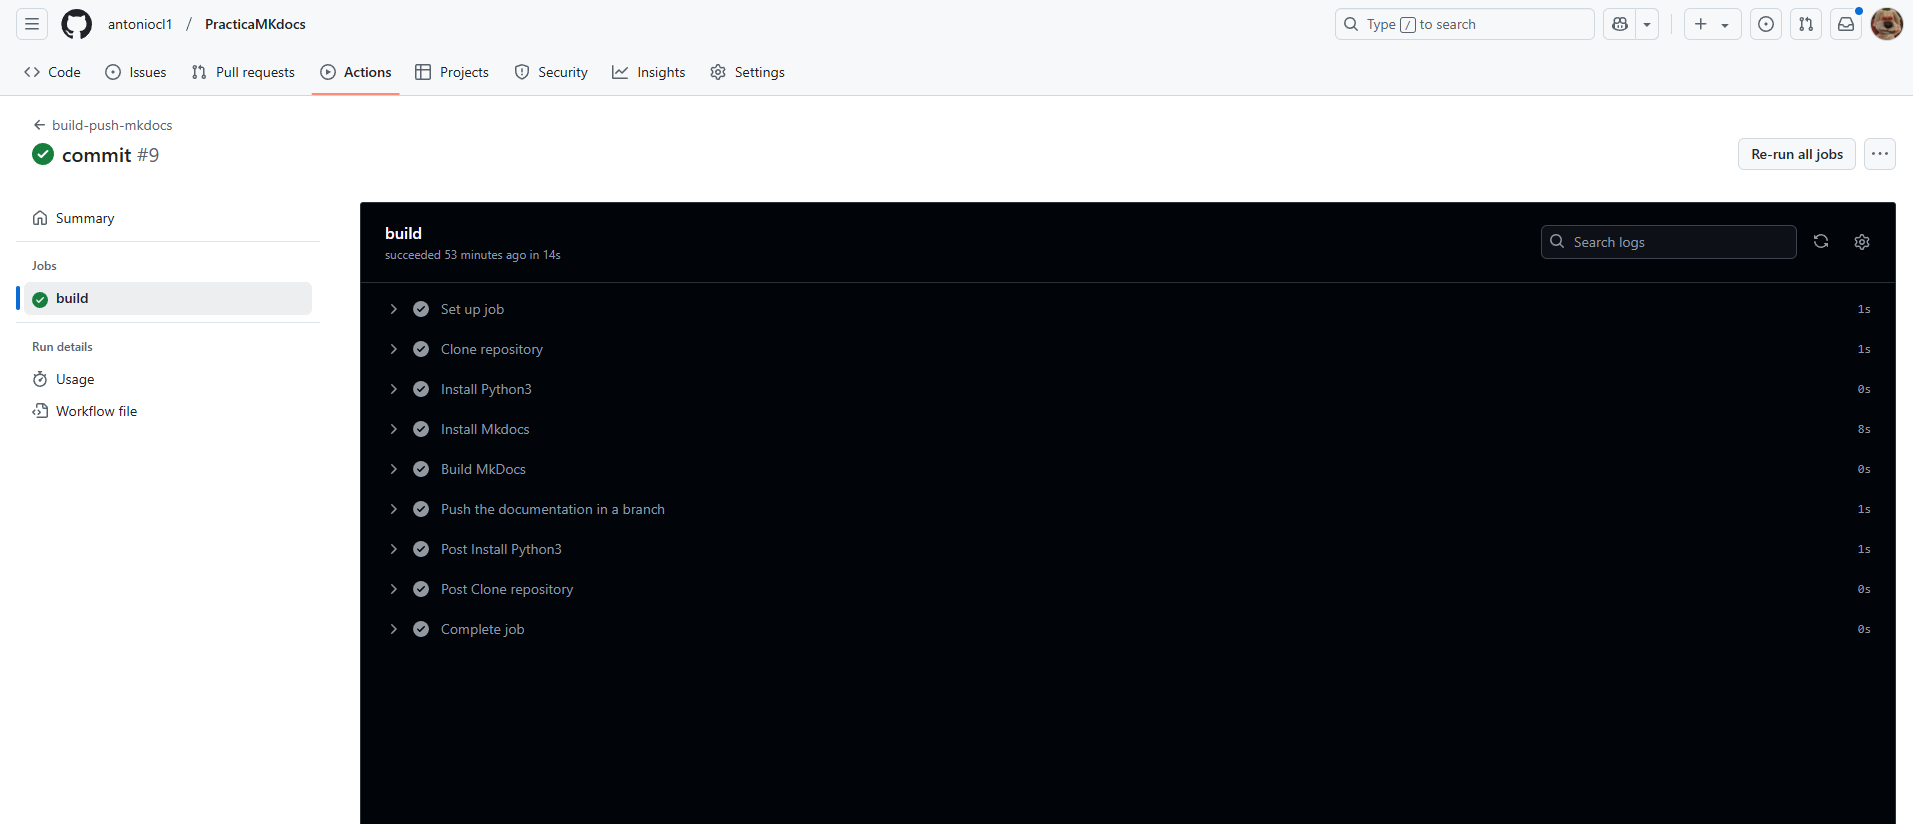 antoniocl1 / PracticaMKdocs
Type / to search
Code Issues Pull requests Actions Projects Security Insights Settings
build-push-mkdocs
commit #9
Re-run all jobs
Summary
Jobs
build
Run details
Usage
Workflow file
build
succeeded 53 minutes ago in 14s
Search logs
Set up job 1s
Clone repository 1s
Install Python3 0s
Install Mkdocs 8s
Build MkDocs 0s
Push the documentation in a branch 1s
Post Install Python3 1s
Post Clone repository 0s
Complete job 0s